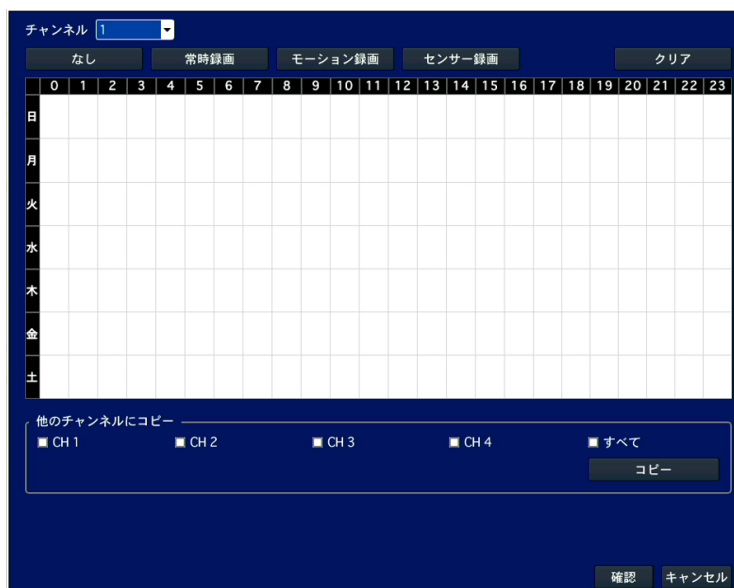 チャンネル 1
なし 常時録画 モーション録画 センサー録画 クリア
0 1 2 3 4 5 6 7 8 9 10 11 12 13 14 15 16 17 18 19 20 21 22 23
日
月
火
水
木
金
土
他のチャンネルにコピー
CH 1 CH 2 CH 3 CH 4 すべて
コピー
確認 キャンセル